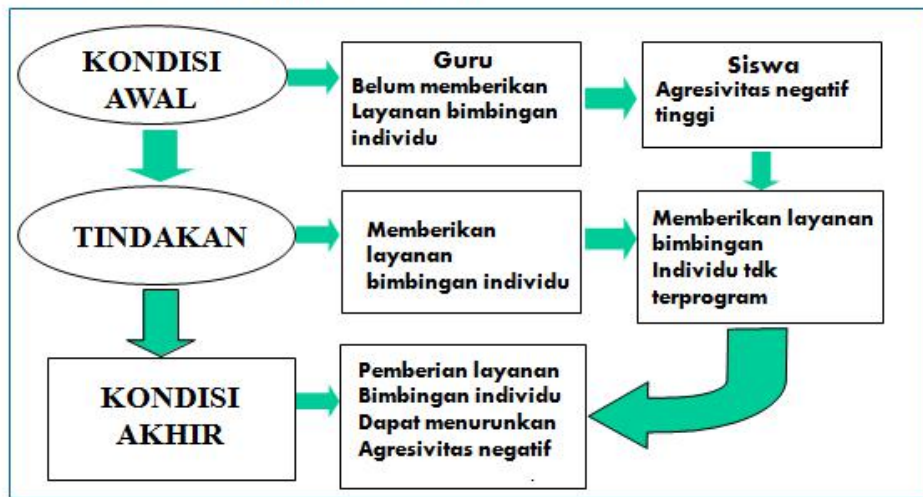 KONDISI
AWAL
Guru
Belum memberikan
Layanan bimbingan
individu
Siswa
Agresivitas negatif
tinggi
TINDAKAN
Memberikan
layanan
bimbingan individu
Memberikan layanan
bimbingan
Individu tdk
terprogram
KONDISI
AKHIR
Pemberian layanan
Bimbingan individu
Dapat menurunkan
Agresivitas negatif
.